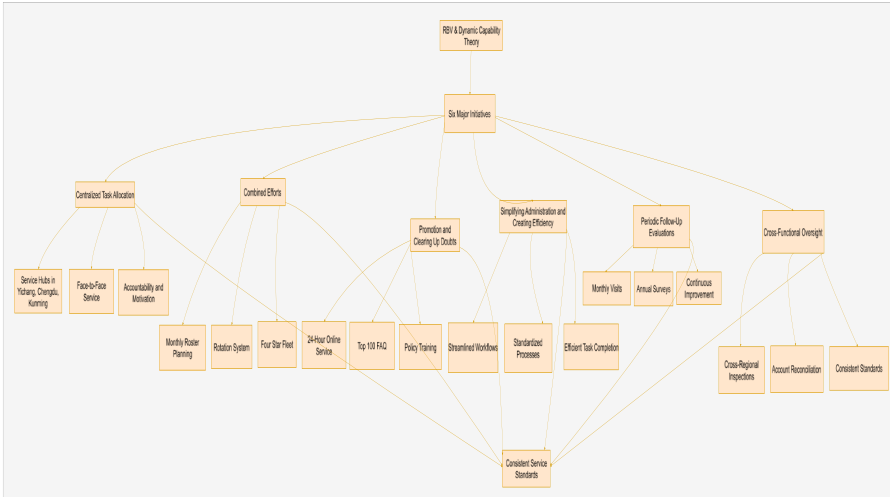 RBV & Dynamic Capability
Theory
Six Major Initiatives
Centralized Task Allocation
Combined Efforts
Promotion and
Clearing Up Doubts
Simplifying Administration and
Creating Efficiency
Periodic Follow-Up
Evaluations
Cross-Functional Oversight
Service Hubs in
Yichang, Chengdu,
Kunming
Face-to-Face
Service
Accountability and
Motivation
Monthly Roster
Planning
Rotation System
Four Star Fleet
24-Hour Online
Service
Top 100 FAQ
Policy Training
Streamlined Workflows
Standardized
Processes
Efficient Task Completion
Monthly Visits
Annual Surveys
Continuous
Improvement
Cross-Regional
Inspections
Account Reconciliation
Consistent Standards
Consistent Service
Standards